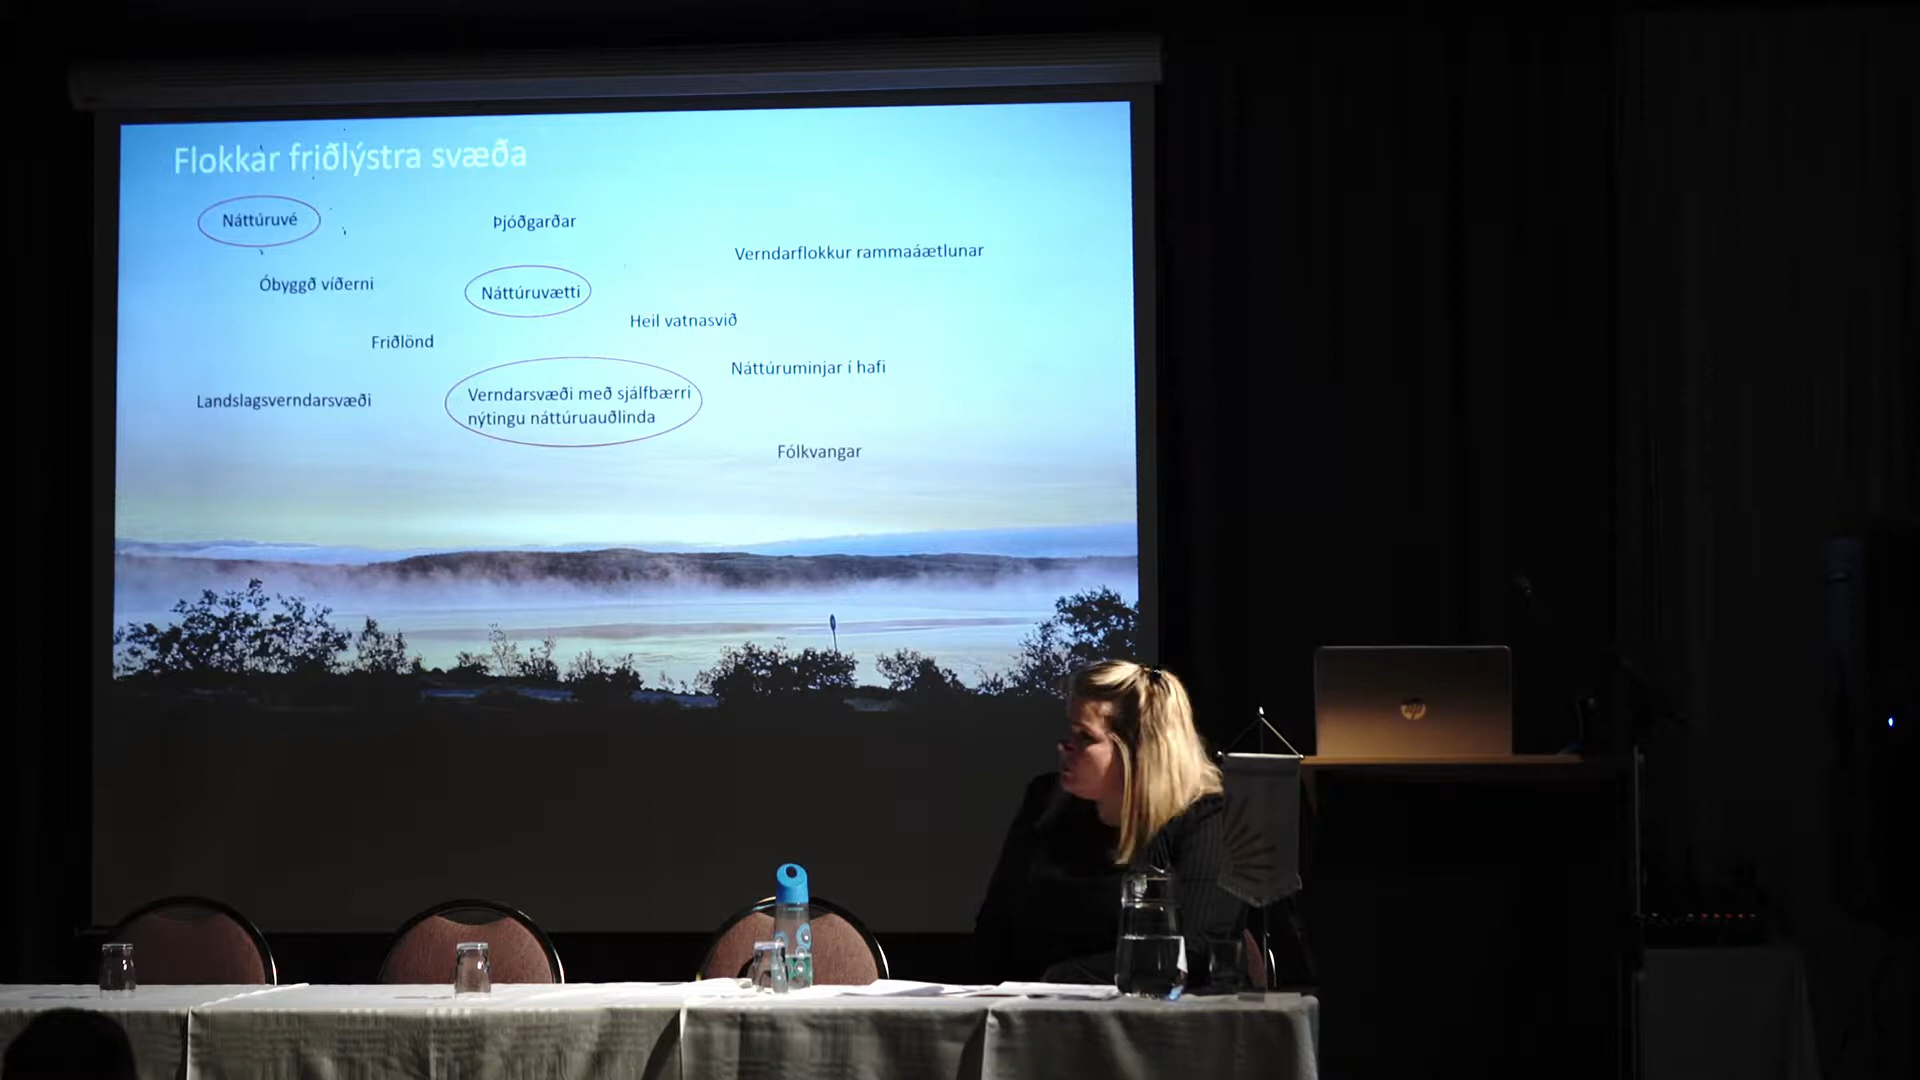 Flokkar friðlýstra svæða
Náttúruvé
Þjóðgarðar
Verndarflokkur rammaáætlunar
Óbyggð víðerni
Náttúruvætti
Heil vatnasvið
Friðlönd
Náttúruminjar í hafi
Landslagsverndarsvæði
Verndarsvæði með sjálfbærri
nýtingu náttúruauðlinda
Fólkvangar
hp